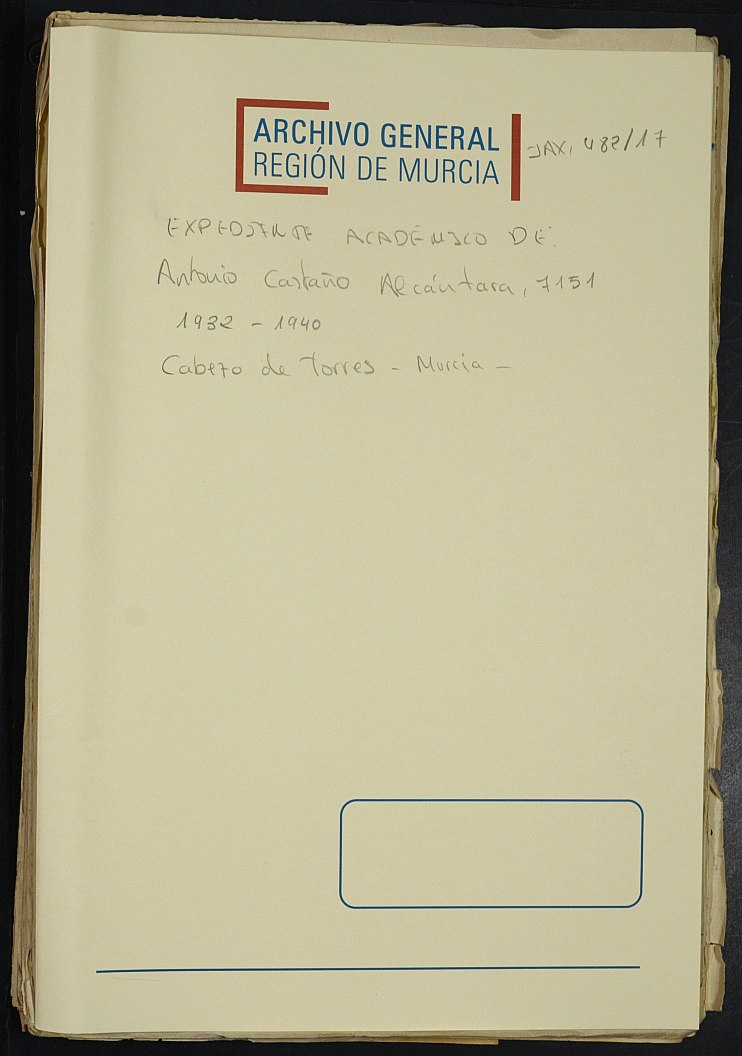 ARCHIVO GENERAL
REGIÓN DE MURCIA
JAX, 482/17
EXPEDIENTE ACADÉMICO DE:
Antonio Castaño Alcántara, 7151
1932 - 1940
Cabezo de Torres - Murcia -